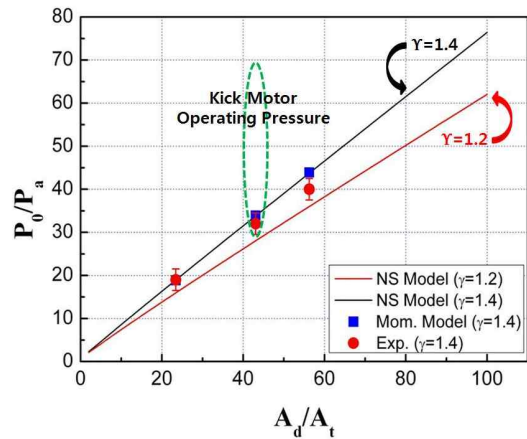 80
70
60
50
40
30
20
10
0
P₀/Pₐ
0 20 40 60 80 100
A_d/A_t
Kick Motor
Operating Pressure
ϒ=1.4
ϒ=1.2
NS Model (γ=1.2)
NS Model (γ=1.4)
Mom. Model (γ=1.4)
Exp. (γ=1.4)